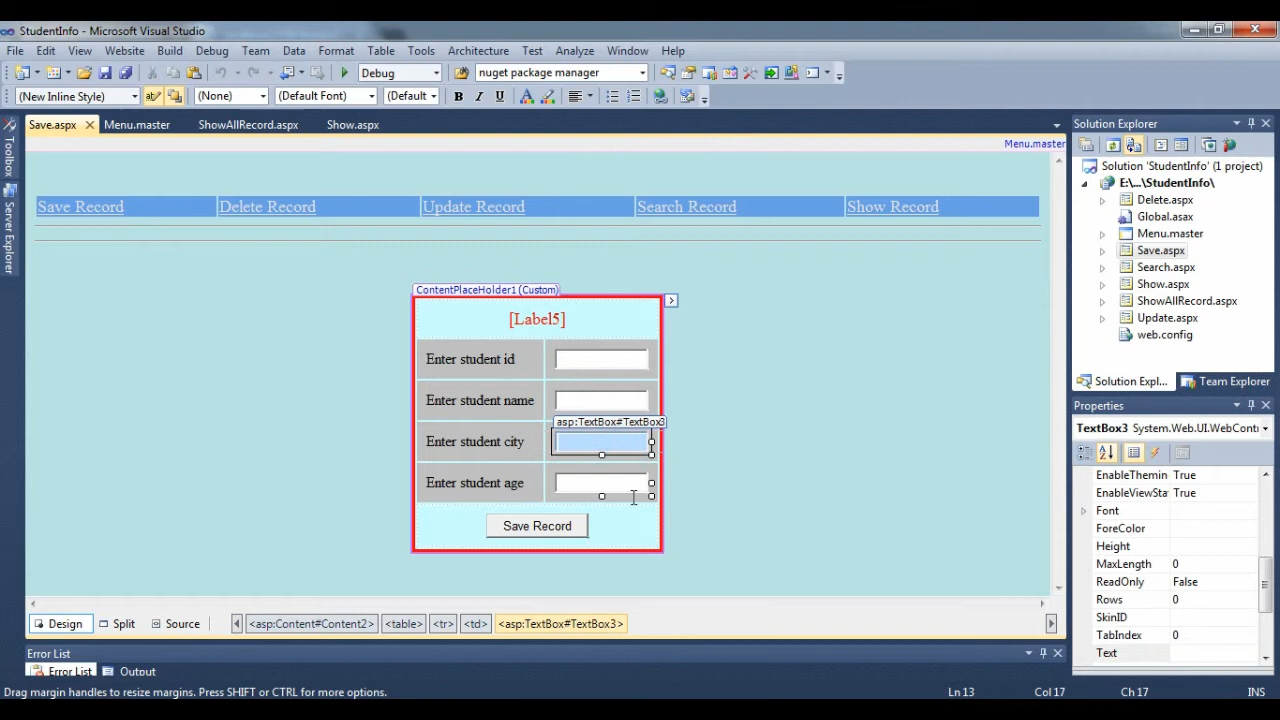 StudentInfo - Microsoft Visual Studio
File Edit View Website Build Debug Team Data Format Table Tools Architecture Test Analyze Window Help
Debug nuget package manager
(New Inline Style) (None) (Default Font) (Default B I U A
Save.aspx Menu.master ShowAllRecord.aspx Show.aspx
Menu.master
Toolbox
Server Explorer
Save Record Delete Record Update Record Search Record Show Record
ContentPlaceHolder1 (Custom)
[Label5]
Enter student id
Enter student name
asp:TextBox#TextBox3
Enter student city
Enter student age
Save Record
Design Split Source <asp:Content#Content2> <table> <tr> <td> <asp:TextBox#TextBox3>
Error List
Error List Output
Drag margin handles to resize margins. Press SHIFT or CTRL for more options. Ln 13 Col 17 Ch 17 INS
Solution Explorer
Solution 'StudentInfo' (1 project)
E:\...\StudentInfo\
Delete.aspx
Global.asax
Menu.master
Save.aspx
Search.aspx
Show.aspx
ShowAllRecord.aspx
Update.aspx
web.config
Solution Expl... Team Explorer
Properties
TextBox3 System.Web.UI.WebContr
EnableThemin True
EnableViewSta True
Font
ForeColor
Height
MaxLength 0
ReadOnly False
Rows 0
SkinID
TabIndex 0
Text